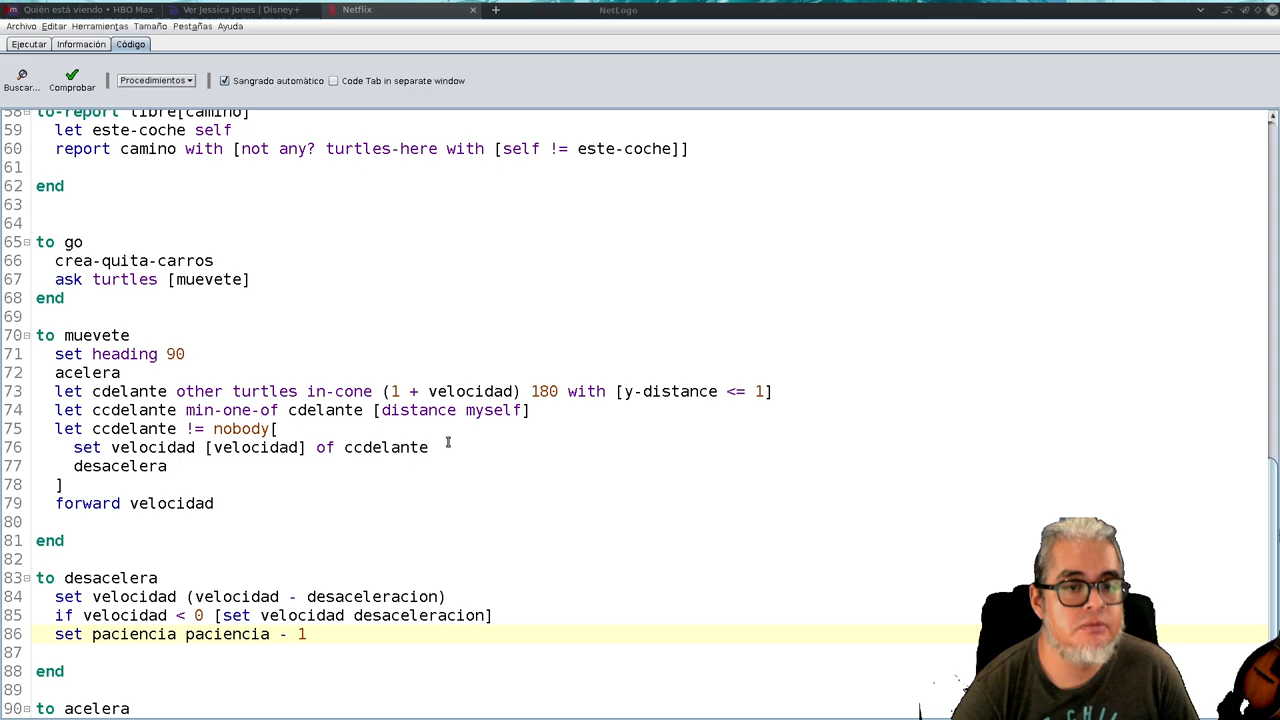 Quién está viendo • HBO Max
Ver Jessica Jones | Disney+
Netflix
NetLogo
Archivo Editar Herramientas Tamaño Pestañas Ayuda
Ejecutar Información Código
Buscar... Comprobar Procedimientos Sangrado automático Code Tab in separate window
58 to-report libre[camino]
59 let este-coche self
60 report camino with [not any? turtles-here with [self != este-coche]]
61
62 end
63
64
65 to go
66 crea-quita-carros
67 ask turtles [muevete]
68 end
69
70 to muevete
71 set heading 90
72 acelera
73 let cdelante other turtles in-cone (1 + velocidad) 180 with [y-distance <= 1]
74 let ccdelante min-one-of cdelante [distance myself]
75 let ccdelante != nobody[
76 set velocidad [velocidad] of ccdelante
77 desacelera
78 ]
79 forward velocidad
80
81 end
82
83 to desacelera
84 set velocidad (velocidad - desaceleracion)
85 if velocidad < 0 [set velocidad desaceleracion]
86 set paciencia paciencia - 1
87
88 end
89
90 to acelera